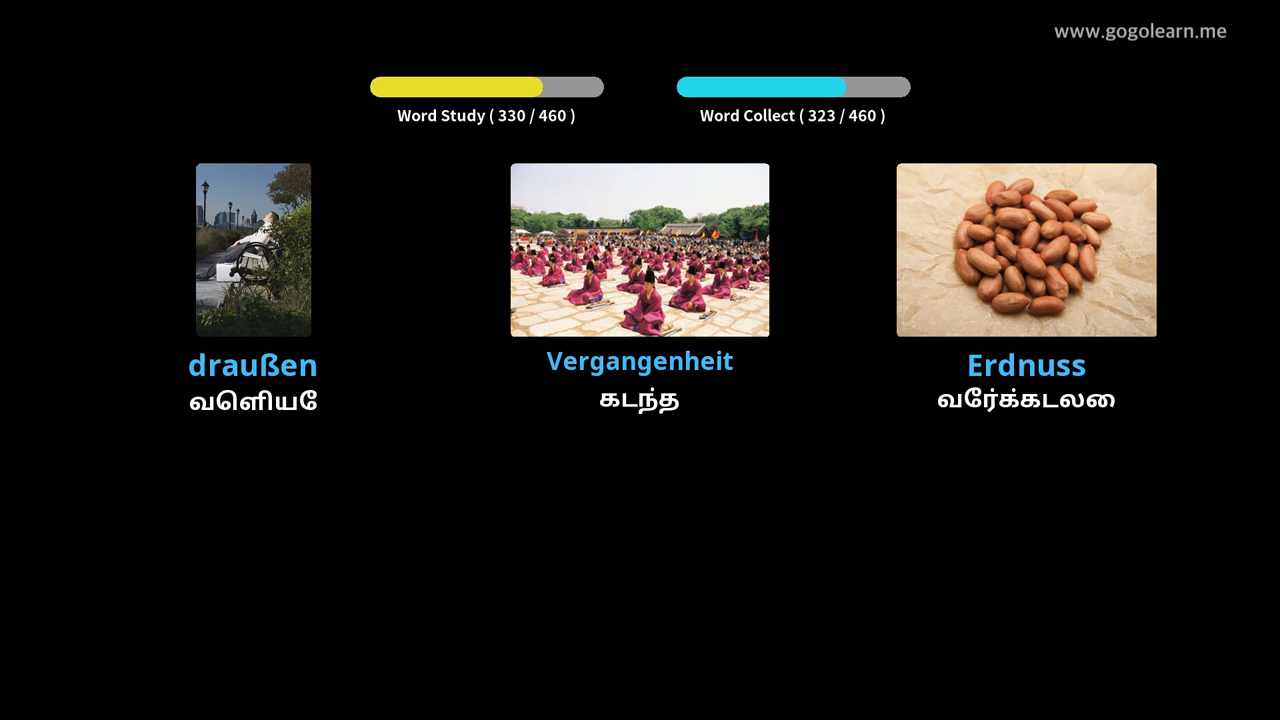 www.gogolearn.me
Word Study ( 330 / 460 )
Word Collect ( 323 / 460 )
draußen
வெளியே
Vergangenheit
கடந்த
Erdnuss
வேர்க்கடலை